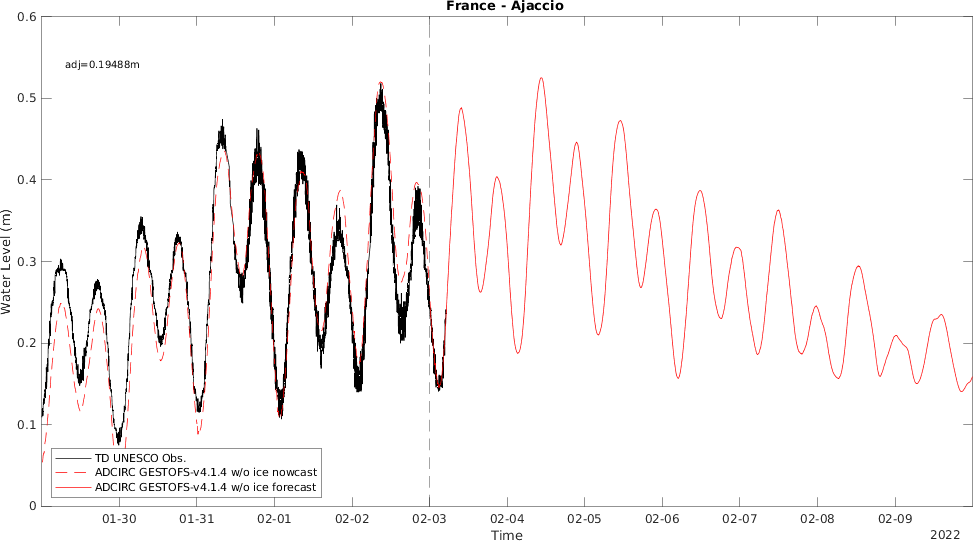 France - Ajaccio
adj=0.19488m
0.6
0.5
0.4
0.3
0.2
0.1
0
Water Level (m)
TD UNESCO Obs.
ADCIRC GESTOFS-v4.1.4 w/o ice nowcast
ADCIRC GESTOFS-v4.1.4 w/o ice forecast
01-30 01-31 02-01 02-02 02-03 02-04 02-05 02-06 02-07 02-08 02-09
Time
2022